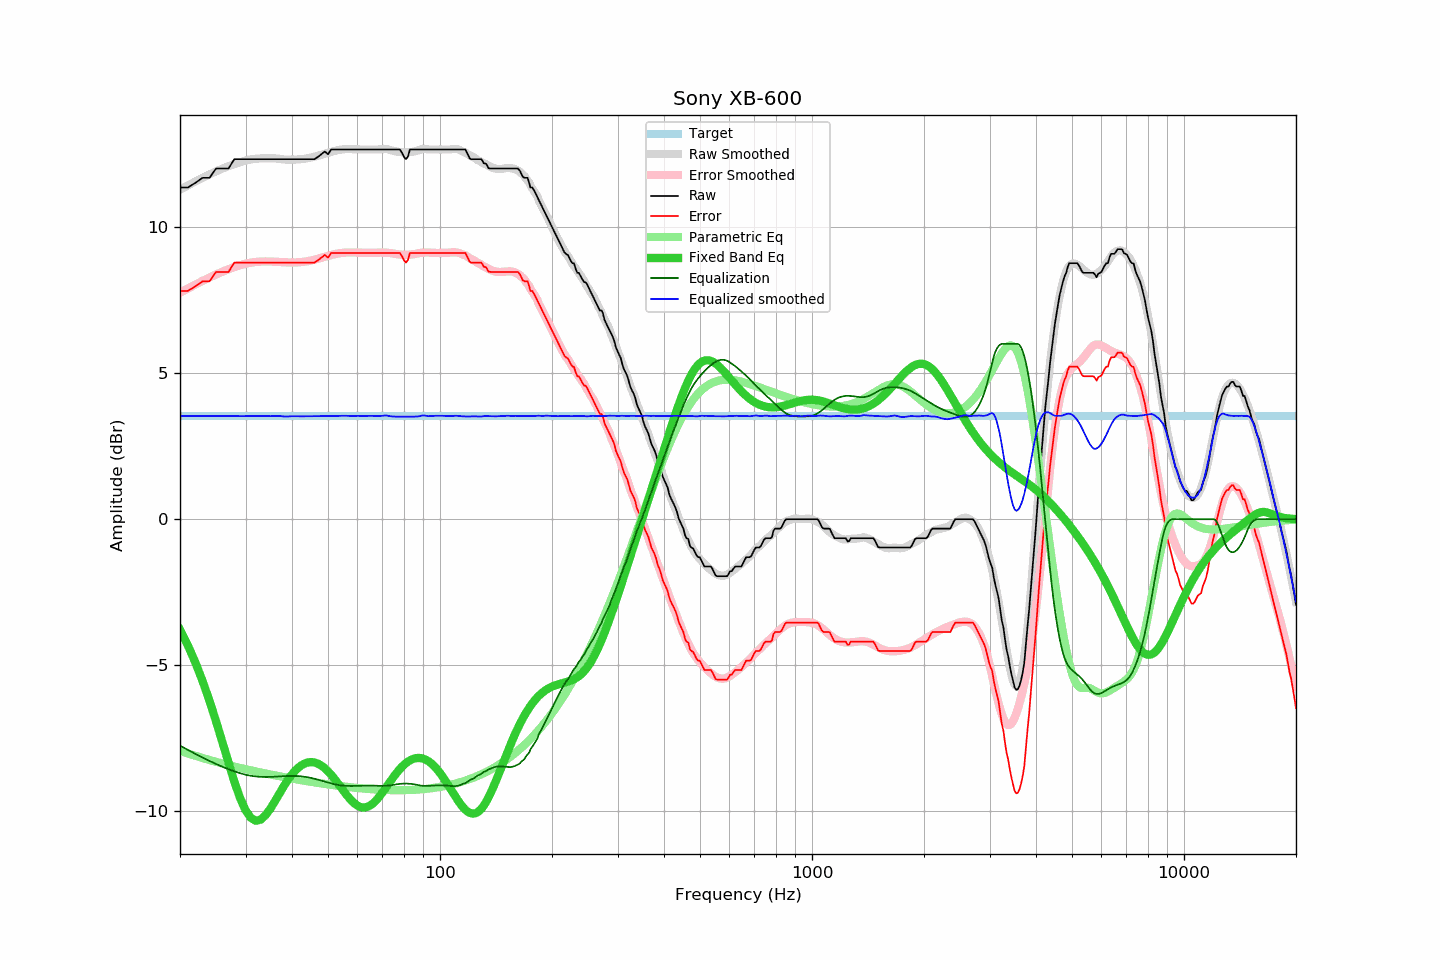 Sony XB-600
Target
Raw Smoothed
Error Smoothed
Raw
Error
Parametric Eq
Fixed Band Eq
Equalization
Equalized smoothed
Amplitude (dBr)
10
5
0
−5
−10
100
1000
10000
Frequency (Hz)